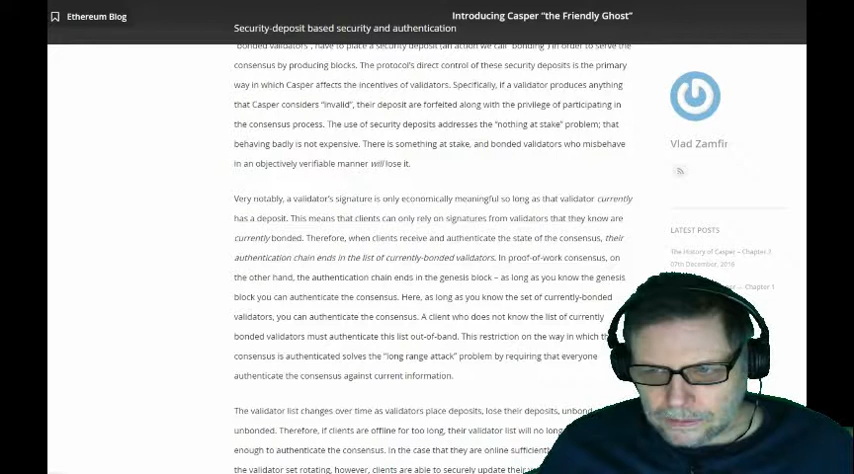 Ethereum Blog
Introducing Casper "the Friendly Ghost"
Security-deposit based security and authentication
"bonded validators", have to place a security deposit (an action we call "bonding") in order to serve the
consensus by producing blocks. The protocol's direct control of these security deposits is the primary
way in which Casper affects the incentives of validators. Specifically, if a validator produces anything
that Casper considers "invalid", their deposit are forfeited along with the privilege of participating in
the consensus process. The use of security deposits addresses the "nothing at stake" problem; that
behaving badly is not expensive. There is something at stake, and bonded validators who misbehave
in an objectively verifiable manner will lose it.
Very notably, a validator's signature is only economically meaningful so long as that validator currently
has a deposit. This means that clients can only rely on signatures from validators that they know are
currently bonded. Therefore, when clients receive and authenticate the state of the consensus, their
authentication chain ends in the list of currently-bonded validators. In proof-of-work consensus, on
the other hand, the authentication chain ends in the genesis block – as long as you know the genesis
block you can authenticate the consensus. Here, as long as you know the set of currently-bonded
validators, you can authenticate the consensus. A client who does not know the list of currently
bonded validators must authenticate this list out-of-band. This restriction on the way in which
consensus is authenticated solves the "long range attack" problem by requiring that everyone
authenticate the consensus against current information.
The validator list changes over time as validators place deposits, lose their deposits, unbond
unbonded. Therefore, if clients are offline for too long, their validator list will no long
enough to authenticate the consensus. In the case that they are online sufficient
the validator set rotating, however, clients are able to securely update their
Vlad Zamfir
LATEST POSTS
The History of Casper – Chapter 2
07th December, 2016
Chapter 1